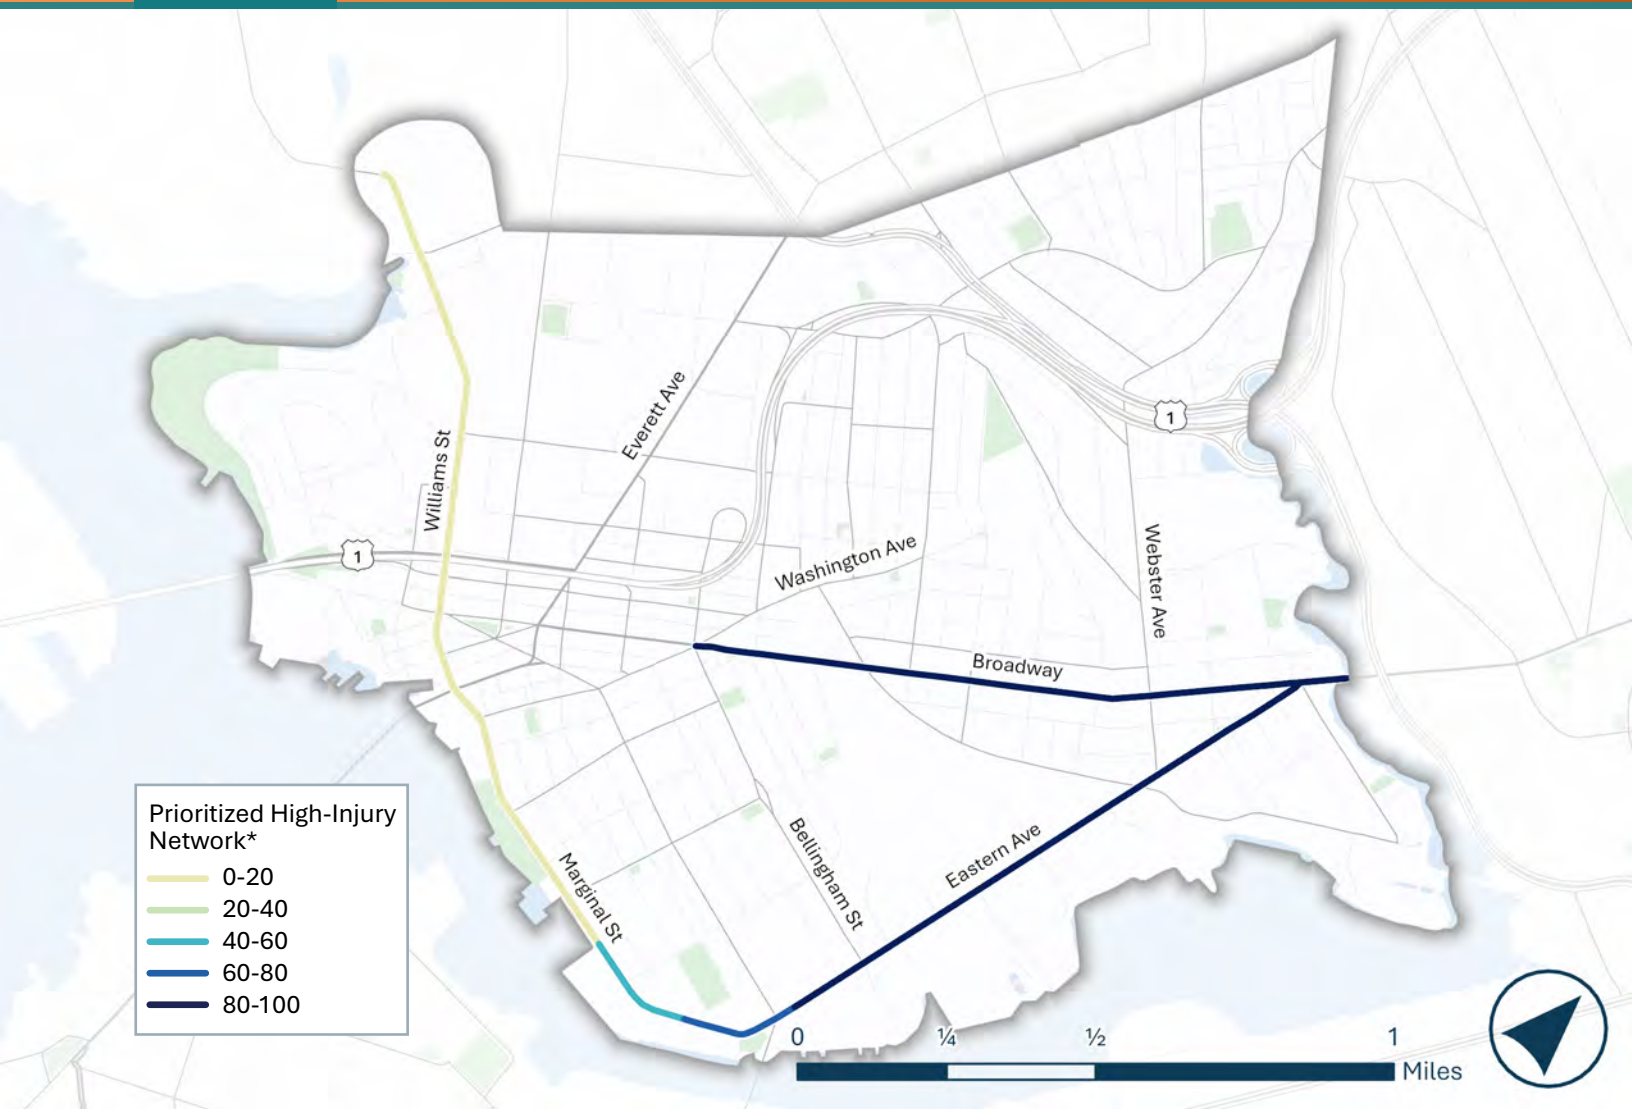 Everett Ave
1
Williams St
Webster Ave
Washington Ave
1
Broadway
Prioritized High-Injury
Network*
0-20
20-40
40-60
60-80
80-100
Marginal St
Bellingham St
Eastern Ave
0 ¼ ½ 1
Miles